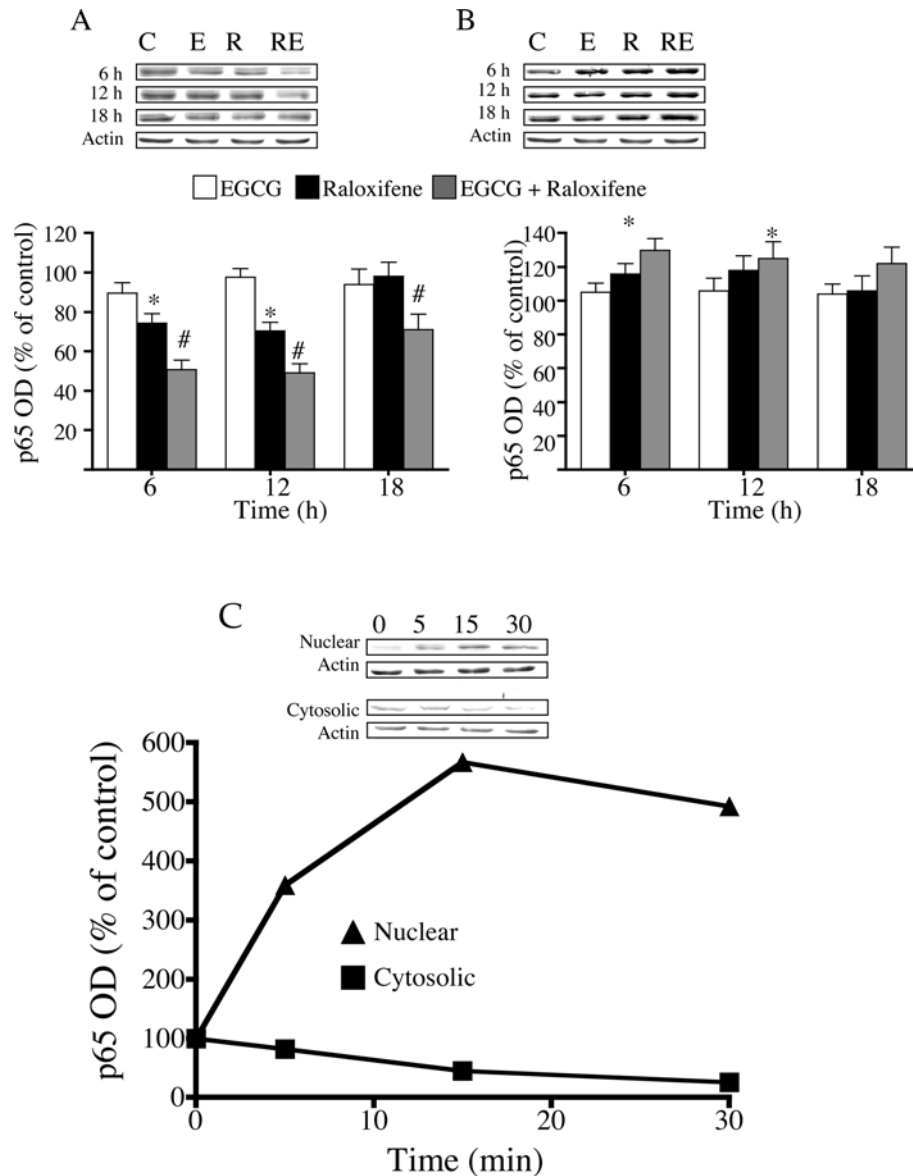 A
C E R RE
6 h
12 h
18 h
Actin
B
C E R RE
6 h
12 h
18 h
Actin
EGCG Raloxifene EGCG + Raloxifene
p65 OD (% of control)
120
100
80
60
40
20
* # * # #
6 12 18
Time (h)
p65 OD (% of control)
140
120
100
80
60
40
20
* *
6 12 18
Time (h)
C
0 5 15 30
Nuclear
Actin
Cytosolic
Actin
p65 OD (% of control)
600
500
400
300
200
100
0
Nuclear
Cytosolic
0 10 20 30
Time (min)